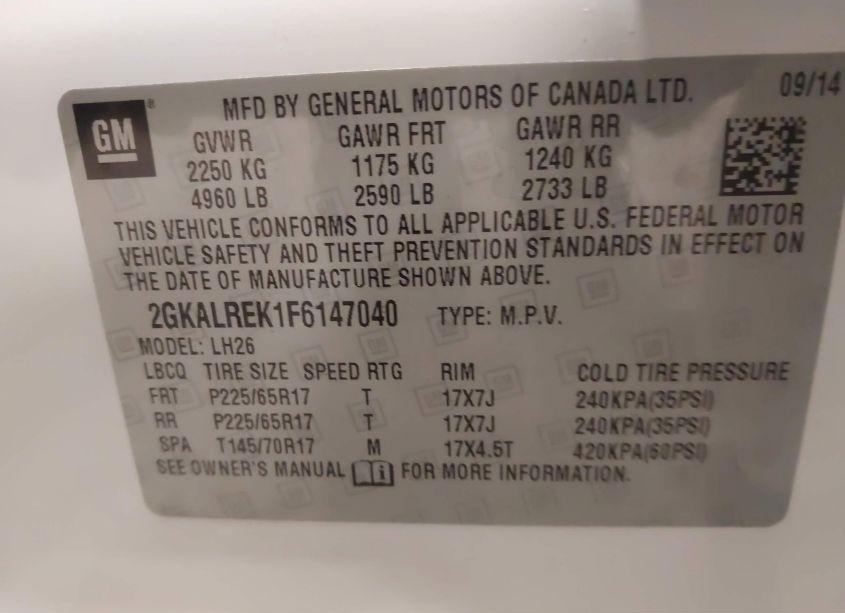 GM ®
MFD BY GENERAL MOTORS OF CANADA LTD. 09/14
GVWR GAWR FRT GAWR RR
2250 KG 1175 KG 1240 KG
4960 LB 2590 LB 2733 LB
THIS VEHICLE CONFORMS TO ALL APPLICABLE U.S. FEDERAL MOTOR
VEHICLE SAFETY AND THEFT PREVENTION STANDARDS IN EFFECT ON
THE DATE OF MANUFACTURE SHOWN ABOVE.
2GKALREK1F6147040 TYPE: M.P.V.
MODEL: LH26
LBCQ TIRE SIZE SPEED RTG RIM COLD TIRE PRESSURE
FRT P225/65R17 T 17X7J 240KPA(35PSI)
RR P225/65R17 T 17X7J 240KPA(35PSI)
SPA T145/70R17 M 17X4.5T 420KPA(60PSI)
SEE OWNER'S MANUAL i FOR MORE INFORMATION.